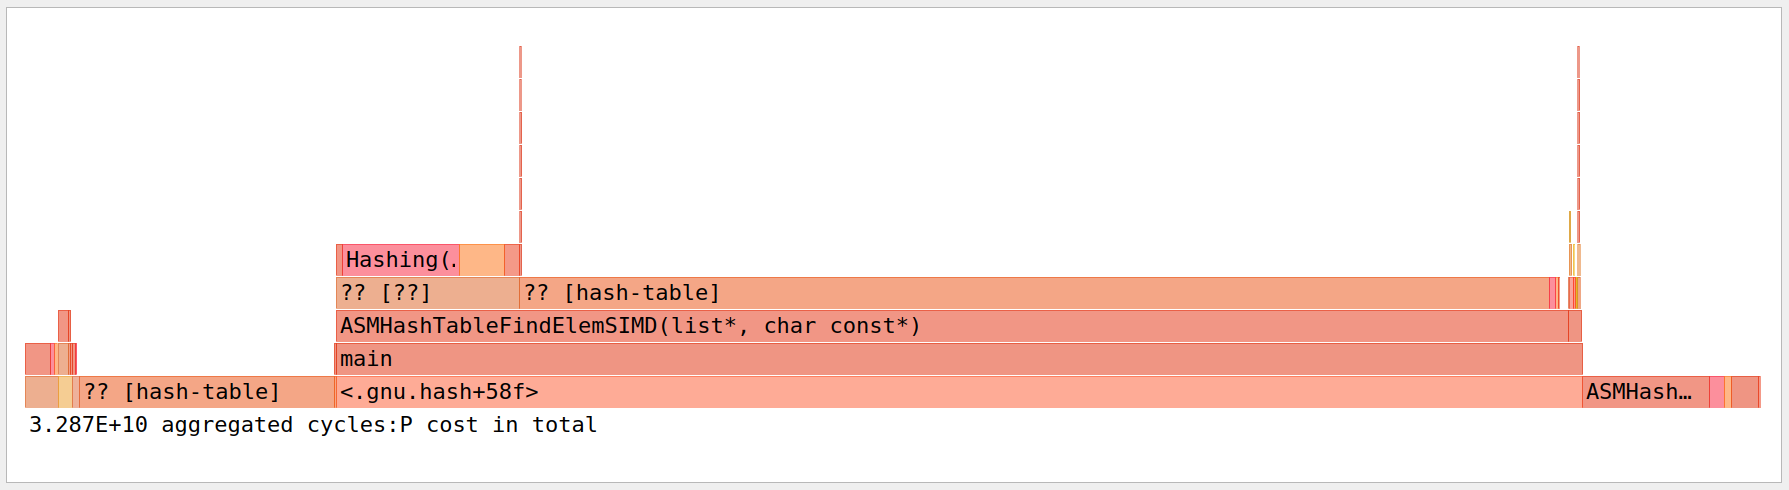 Hashing(.
?? [??] ?? [hash-table]
ASMHashTableFindElemSIMD(list*, char const*)
main
?? [hash-table] <.gnu.hash+58f> ASMHash…
3.287E+10 aggregated cycles:P cost in total